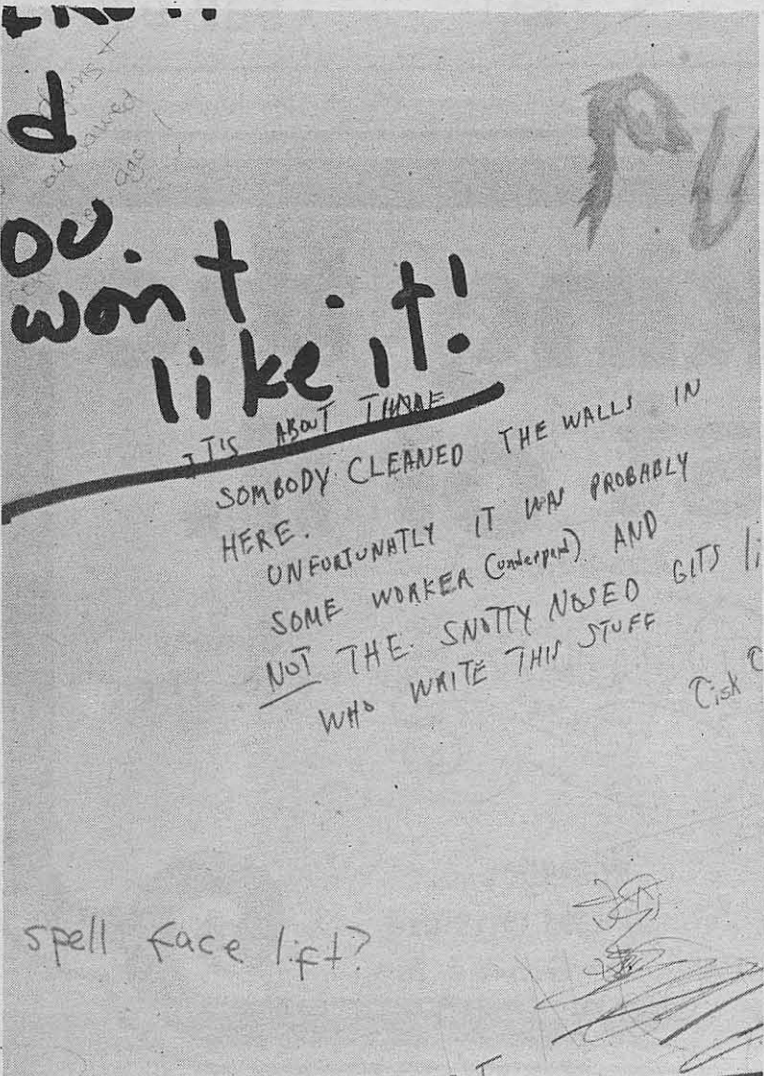 d
ou.
won't
like it!
IT'S ABOUT
SOMBODY CLEANED THE WALLS IN
HERE.
UNFORTUNATLY IT WAS PROBABLY
SOME WORKER (underpaid) AND
NOT THE SNOTTY NOSED GITS
WHO WRITE THIS STUFF
spell face lift?